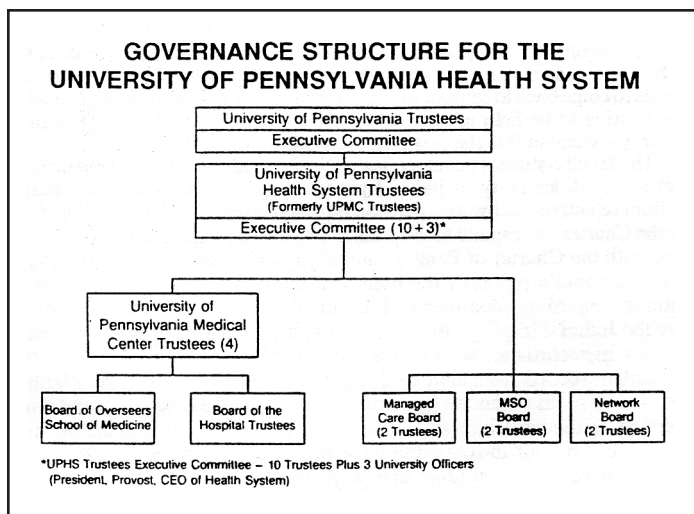 GOVERNANCE STRUCTURE FOR THE
UNIVERSITY OF PENNSYLVANIA HEALTH SYSTEM
University of Pennsylvania Trustees
Executive Committee
University of Pennsylvania
Health System Trustees
(Formerly UPMC Trustees)
Executive Committee (10+3)*
University of
Pennsylvania Medical
Center Trustees (4)
Board of Overseers
School of Medicine
Board of the
Hospital Trustees
Managed
Care Board
(2 Trustees)
MSO
Board
(2 Trustees)
Network
Board
(2 Trustees)
*UPHS Trustees Executive Committee – 10 Trustees Plus 3 University Officers
(President, Provost, CEO of Health System)